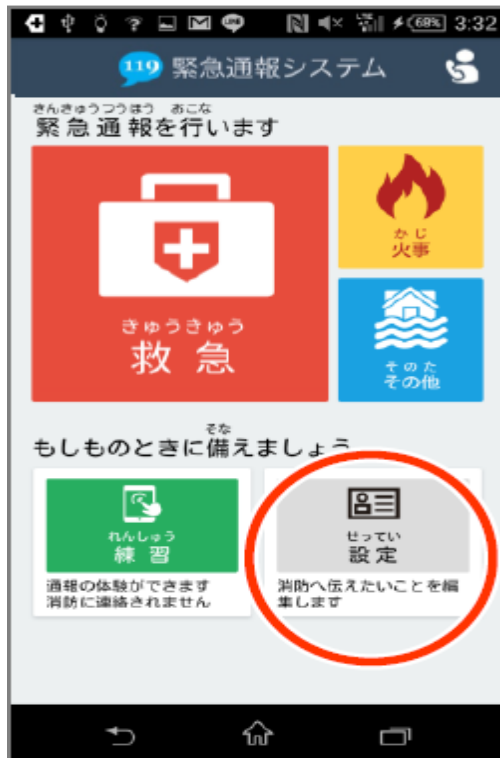 69% 3:32
119 緊急通報システム
きんきゅうつうほう おこな
緊急通報を行います
かじ
火事
きゅうきゅう
救急
そのた
その他
そな
もしものときに備えましょう
れんしゅう
練習
通報の体験ができます
消防に連絡されません
せってい
設定
消防へ伝えたいことを編
集します